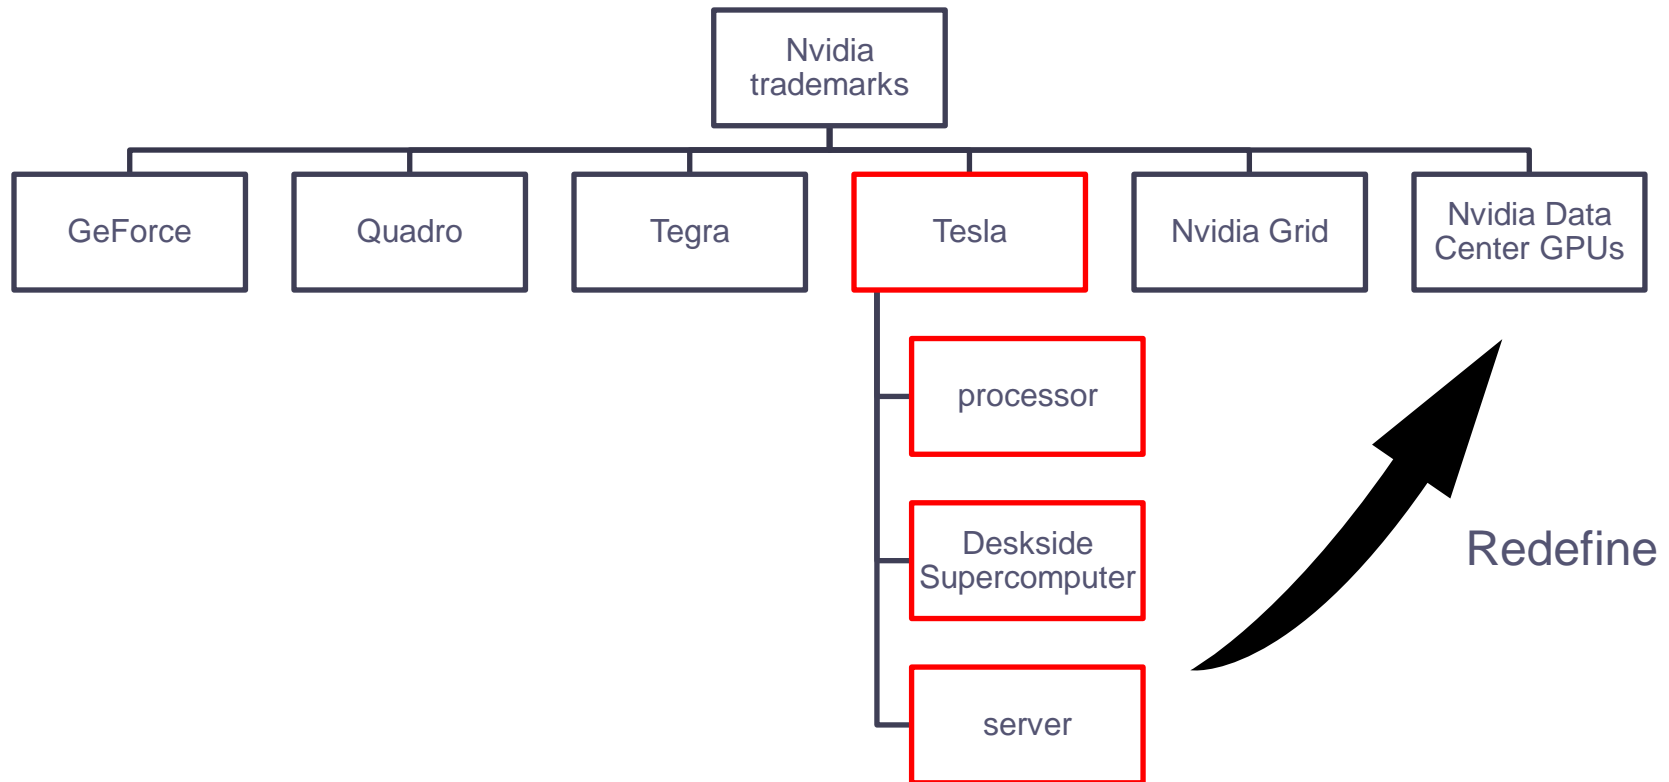 Nvidia
trademarks
GeForce
Quadro
Tegra
Tesla
Nvidia Grid
Nvidia Data
Center GPUs
processor
Deskside
Supercomputer
Redefine
server